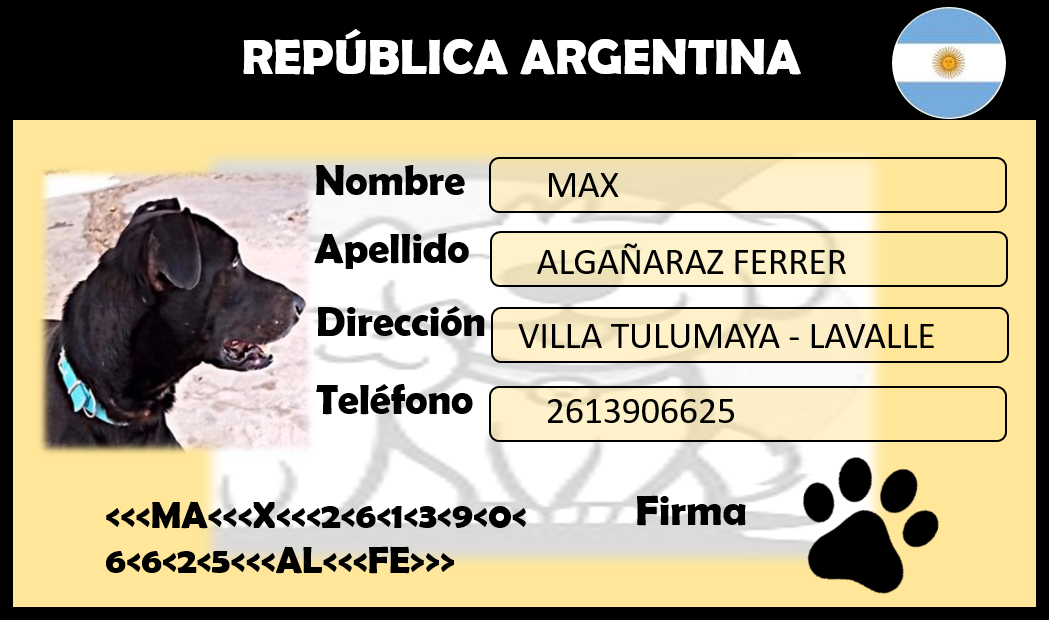 REPÚBLICA ARGENTINA
Nombre MAX
Apellido ALGAÑARAZ FERRER
Dirección VILLA TULUMAYA - LAVALLE
Teléfono 2613906625
<<<MA<<<X<<<2<6<1<3<9<0<
6<6<2<5<<<AL<<<FE>>>
Firma